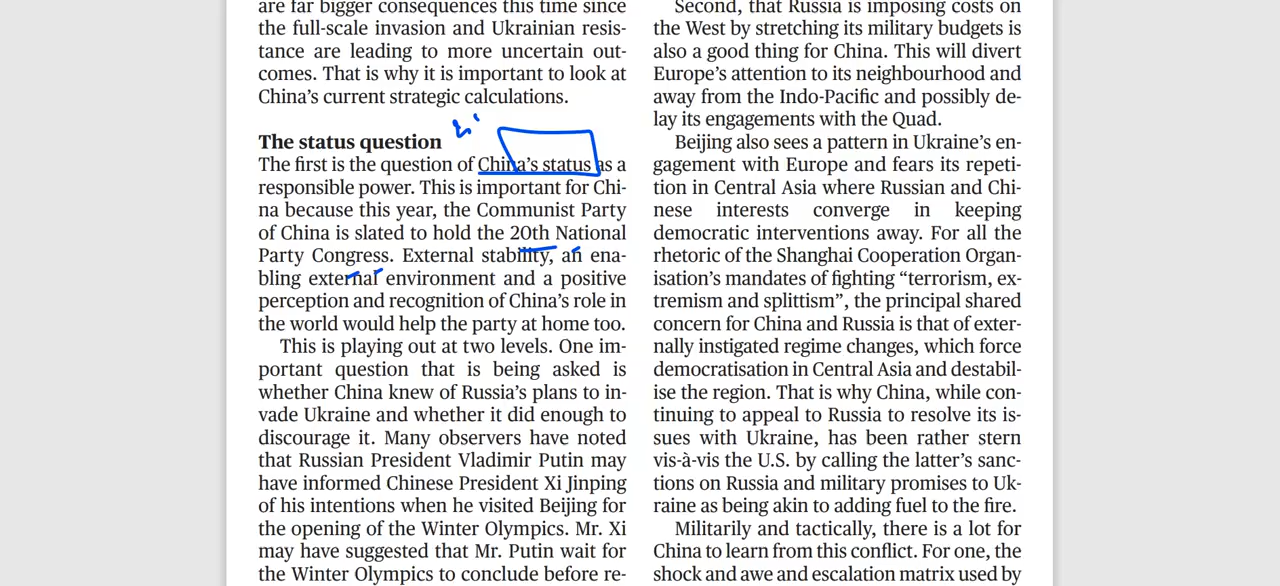 are far bigger consequences this time since
the full-scale invasion and Ukrainian resis-
tance are leading to more uncertain out-
comes. That is why it is important to look at
China's current strategic calculations.
The status question
The first is the question of China's status as a
responsible power. This is important for Chi-
na because this year, the Communist Party
of China is slated to hold the 20th National
Party Congress. External stability, an ena-
bling external environment and a positive
perception and recognition of China's role in
the world would help the party at home too.
This is playing out at two levels. One im-
portant question that is being asked is
whether China knew of Russia's plans to in-
vade Ukraine and whether it did enough to
discourage it. Many observers have noted
that Russian President Vladimir Putin may
have informed Chinese President Xi Jinping
of his intentions when he visited Beijing for
the opening of the Winter Olympics. Mr. Xi
may have suggested that Mr. Putin wait for
the Winter Olympics to conclude before re-
Second, that Russia is imposing costs on
the West by stretching its military budgets is
also a good thing for China. This will divert
Europe's attention to its neighbourhood and
away from the Indo-Pacific and possibly de-
lay its engagements with the Quad.
Beijing also sees a pattern in Ukraine's en-
gagement with Europe and fears its repeti-
tion in Central Asia where Russian and Chi-
nese interests converge in keeping
democratic interventions away. For all the
rhetoric of the Shanghai Cooperation Organ-
isation's mandates of fighting “terrorism, ex-
tremism and splittism”, the principal shared
concern for China and Russia is that of exter-
nally instigated regime changes, which force
democratisation in Central Asia and destabil-
ise the region. That is why China, while con-
tinuing to appeal to Russia to resolve its is-
sues with Ukraine, has been rather stern
vis-à-vis the U.S. by calling the latter's sanc-
tions on Russia and military promises to Uk-
raine as being akin to adding fuel to the fire.
Militarily and tactically, there is a lot for
China to learn from this conflict. For one, the
shock and awe and escalation matrix used by